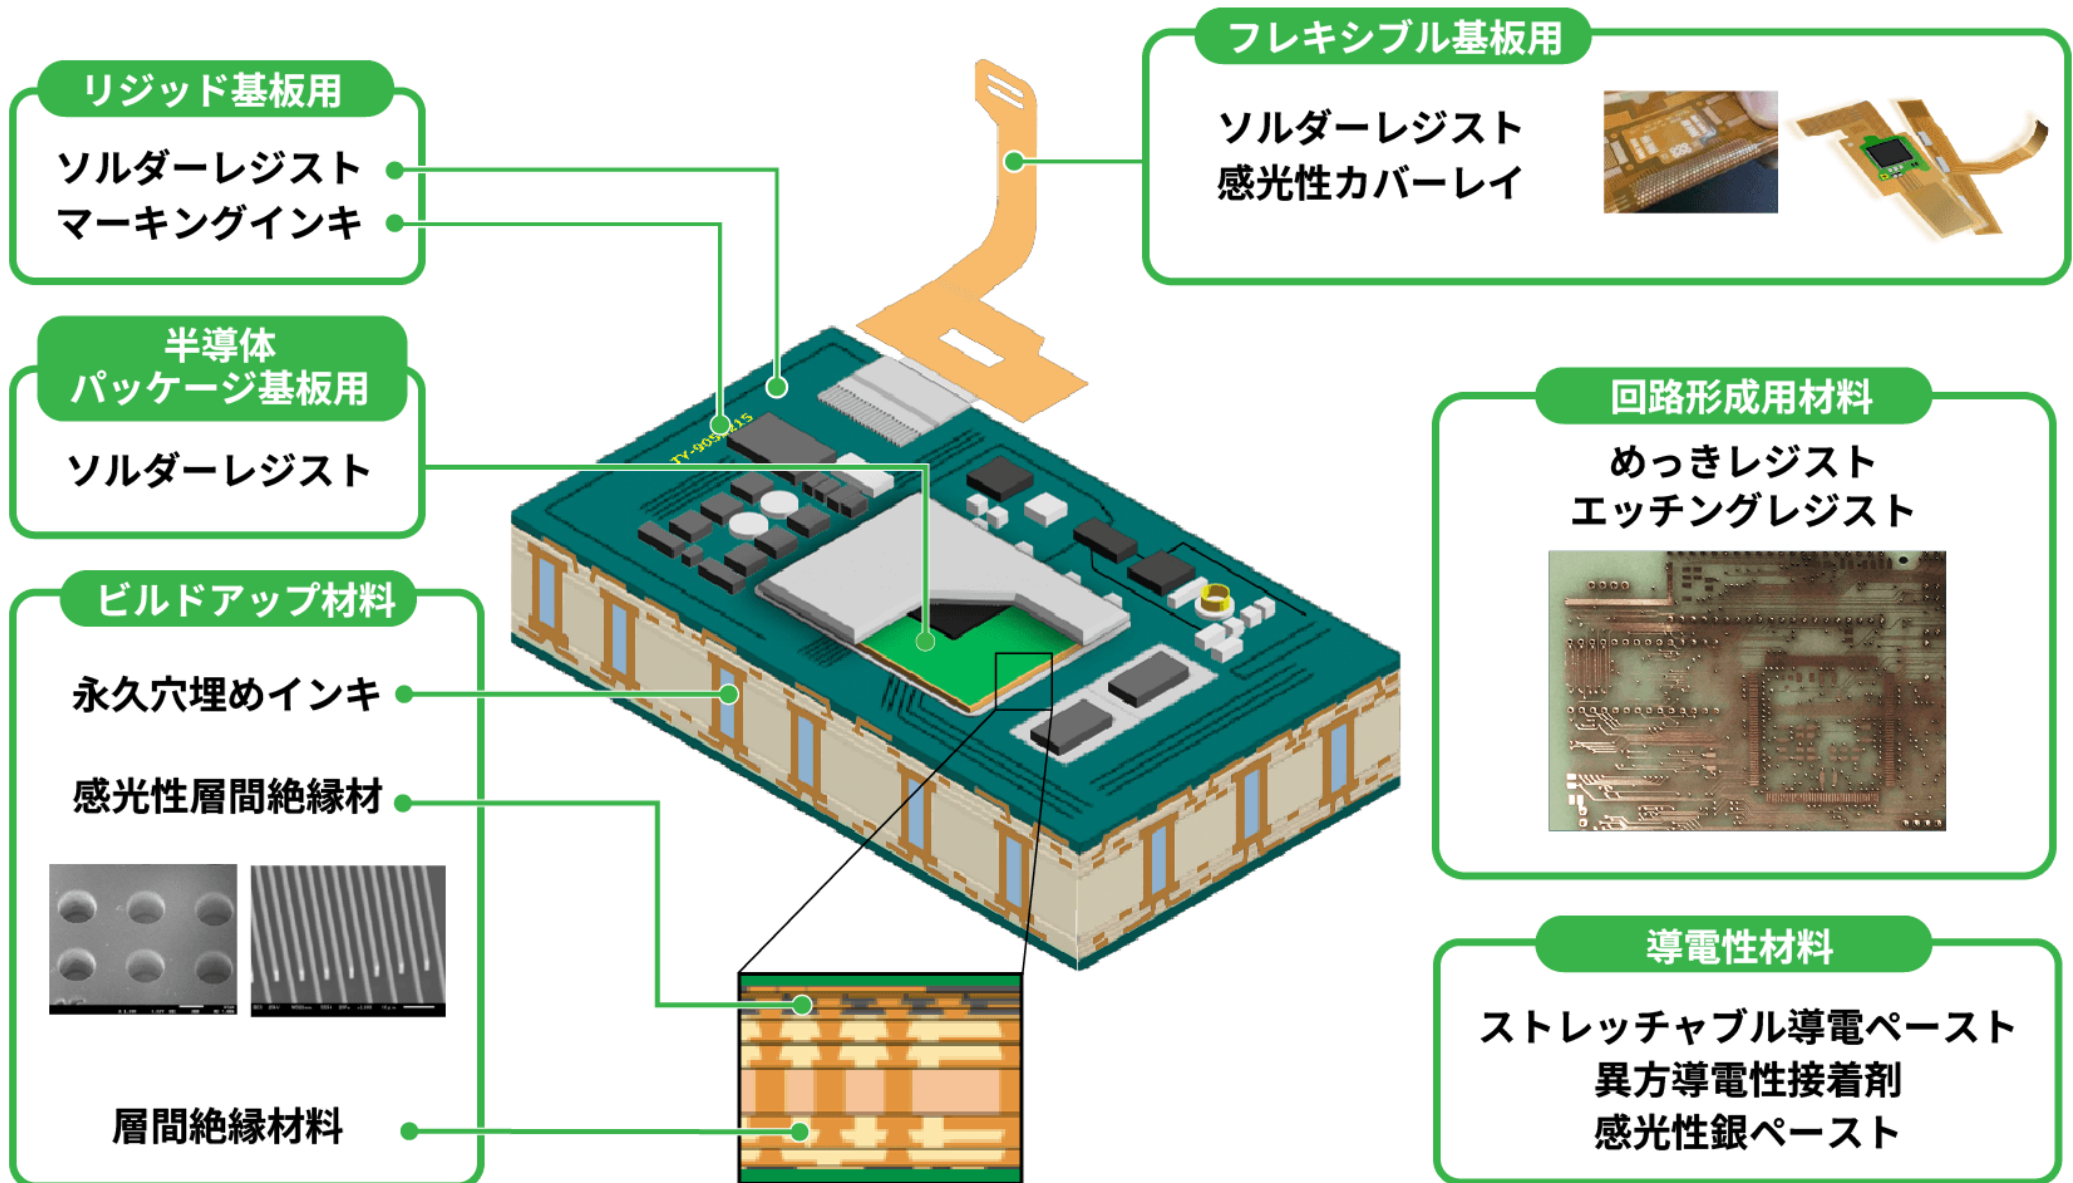 リジッド基板用
ソルダーレジスト
マーキングインキ
フレキシブル基板用
ソルダーレジスト
感光性カバーレイ
半導体
パッケージ基板用
ソルダーレジスト
ビルドアップ材料
永久穴埋めインキ
感光性層間絶縁材
層間絶縁材料
回路形成用材料
めっきレジスト
エッチングレジスト
導電性材料
ストレッチャブル導電ペースト
異方導電性接着剤
感光性銀ペースト